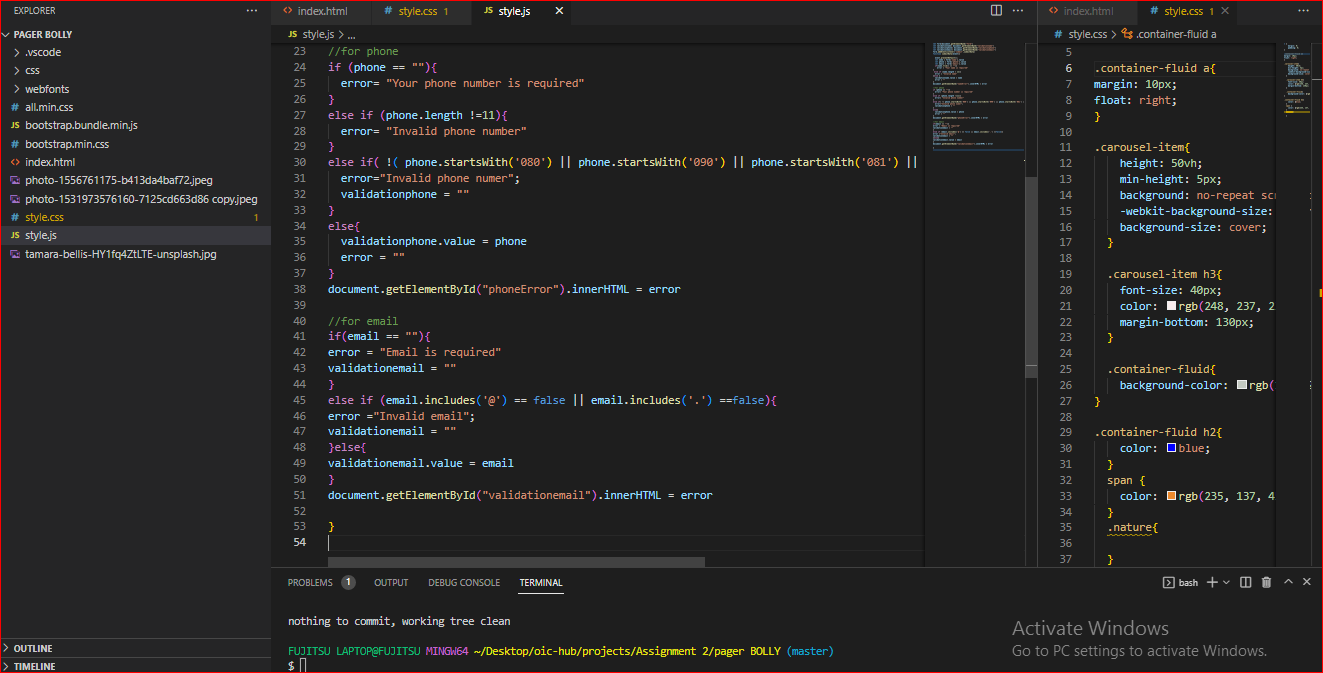 EXPLORER
PAGER BOLLY
.vscode
css
webfonts
all.min.css
bootstrap.bundle.min.js
bootstrap.min.css
index.html
photo-1556761175-b413da4baf72.jpeg
photo-1531973576160-7125cd663d86 copy.jpeg
style.css 1
style.js
tamara-bellis-HY1fq4ZtLTE-unsplash.jpg
OUTLINE
TIMELINE
index.html
style.css 1
style.js
style.js > ...
23 //for phone
24 if (phone == ""){
25 error= "Your phone number is required"
26 }
27 else if (phone.length !=11){
28 error= "Invalid phone number"
29 }
30 else if( !( phone.startsWith('080') || phone.startsWith('090') || phone.startsWith('081') ||
31 error="Invalid phone numer";
32 validationphone = ""
33 }
34 else{
35 validationphone.value = phone
36 error = ""
37 }
38 document.getElementById("phoneError").innerHTML = error
39
40 //for email
41 if(email == ""){
42 error = "Email is required"
43 validationemail = ""
44 }
45 else if (email.includes('@') == false || email.includes('.') ==false){
46 error ="Invalid email";
47 validationemail = ""
48 }else{
49 validationemail.value = email
50 }
51 document.getElementById("validationemail").innerHTML = error
52
53 }
54
index.html
style.css 1
style.css > .container-fluid a
5
6 .container-fluid a{
7 margin: 10px;
8 float: right;
9 }
10
11 .carousel-item{
12 height: 50vh;
13 min-height: 5px;
14 background: no-repeat
15 -webkit-background-size:
16 background-size: cover;
17 }
18
19 .carousel-item h3{
20 font-size: 40px;
21 color: rgb(248, 237, 2
22 margin-bottom: 130px;
23 }
24
25 .container-fluid{
26 background-color: rgb(
27 }
28
29 .container-fluid h2{
30 color: blue;
31 }
32 span {
33 color: rgb(235, 137, 4
34 }
35 .nature{
36
37 }
PROBLEMS 1 OUTPUT DEBUG CONSOLE TERMINAL
bash
nothing to commit, working tree clean
FUJITSU LAPTOP@FUJITSU MINGW64 ~/Desktop/oic-hub/projects/Assignment 2/pager BOLLY (master)
$
Activate Windows
Go to PC settings to activate Windows.